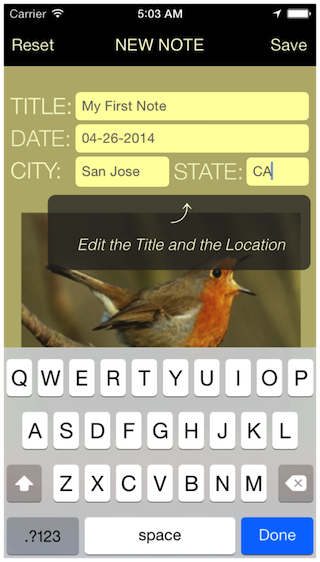 Carrier 5:03 AM
Reset NEW NOTE Save
TITLE: My First Note
DATE: 04-26-2014
CITY: San Jose STATE: CA
Edit the Title and the Location
Q W E R T Y U I O P
A S D F G H J K L
Z X C V B N M
.?123 space Done